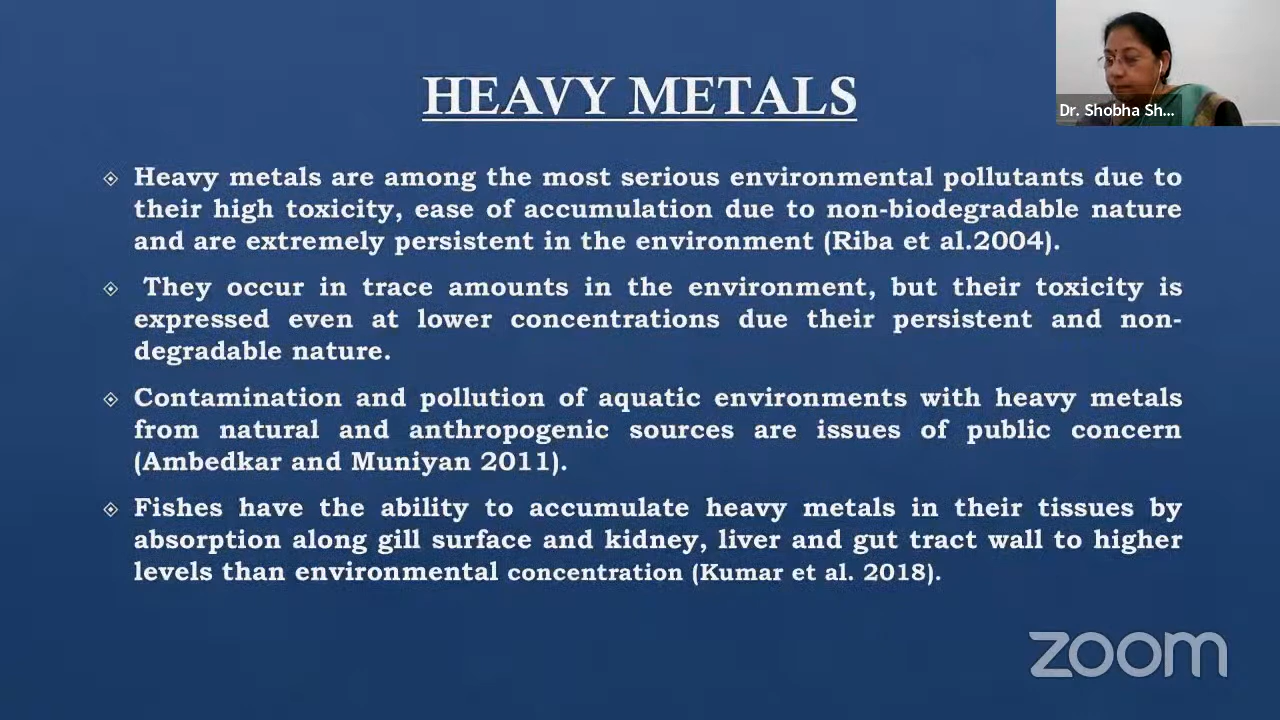 HEAVY METALS
Dr. Shobha Sh...
Heavy metals are among the most serious environmental pollutants due to
their high toxicity, ease of accumulation due to non-biodegradable nature
and are extremely persistent in the environment (Riba et al.2004).
They occur in trace amounts in the environment, but their toxicity is
expressed even at lower concentrations due their persistent and non-
degradable nature.
Contamination and pollution of aquatic environments with heavy metals
from natural and anthropogenic sources are issues of public concern
(Ambedkar and Muniyan 2011).
Fishes have the ability to accumulate heavy metals in their tissues by
absorption along gill surface and kidney, liver and gut tract wall to higher
levels than environmental concentration (Kumar et al. 2018).
zoom